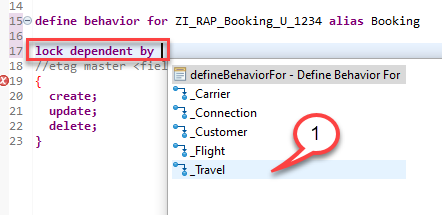 14
15 define behavior for ZI_RAP_Booking_U_1234 alias Booking
16
17 lock dependent by
18 //etag master <fiel
19 {
20 create;
21 update;
22 delete;
23 }
defineBehaviorFor - Define Behavior For
_Carrier
_Connection
_Customer
_Flight
_Travel
1